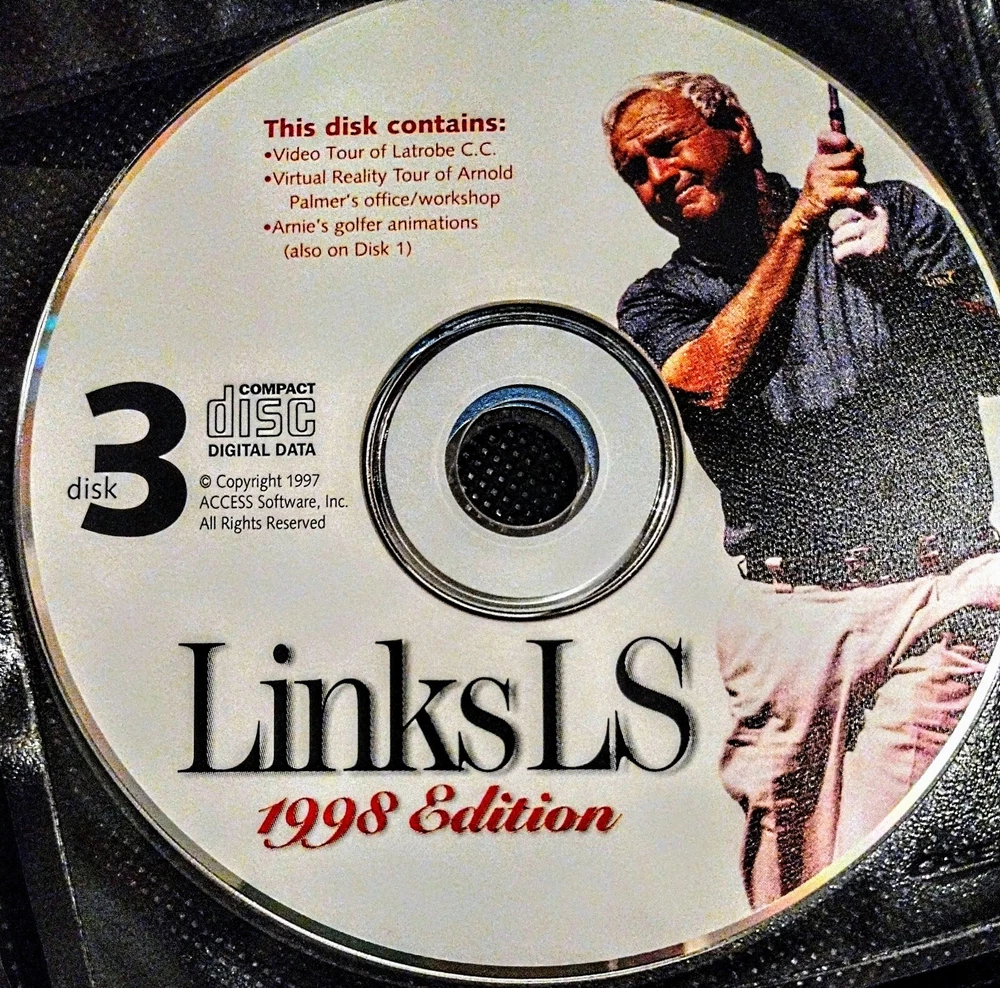 This disk contains:
•Video Tour of Latrobe C.C.
•Virtual Reality Tour of Arnold
Palmer's office/workshop
•Arnie's golfer animations
(also on Disk 1)
disk 3
COMPACT
disc
DIGITAL DATA
© Copyright 1997
ACCESS Software, Inc.
All Rights Reserved
Links LS
1998 Edition